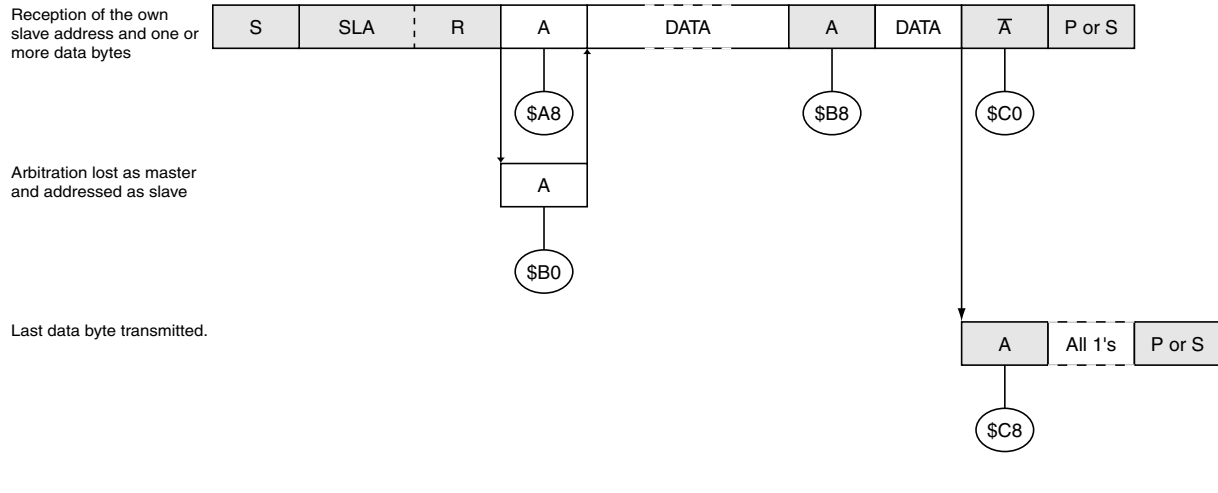 Reception of the own
slave address and one or
more data bytes
S SLA R A DATA A DATA A̅ P or S
$A8 $B8 $C0
Arbitration lost as master
and addressed as slave
A
$B0
Last data byte transmitted.
A All 1's P or S
$C8